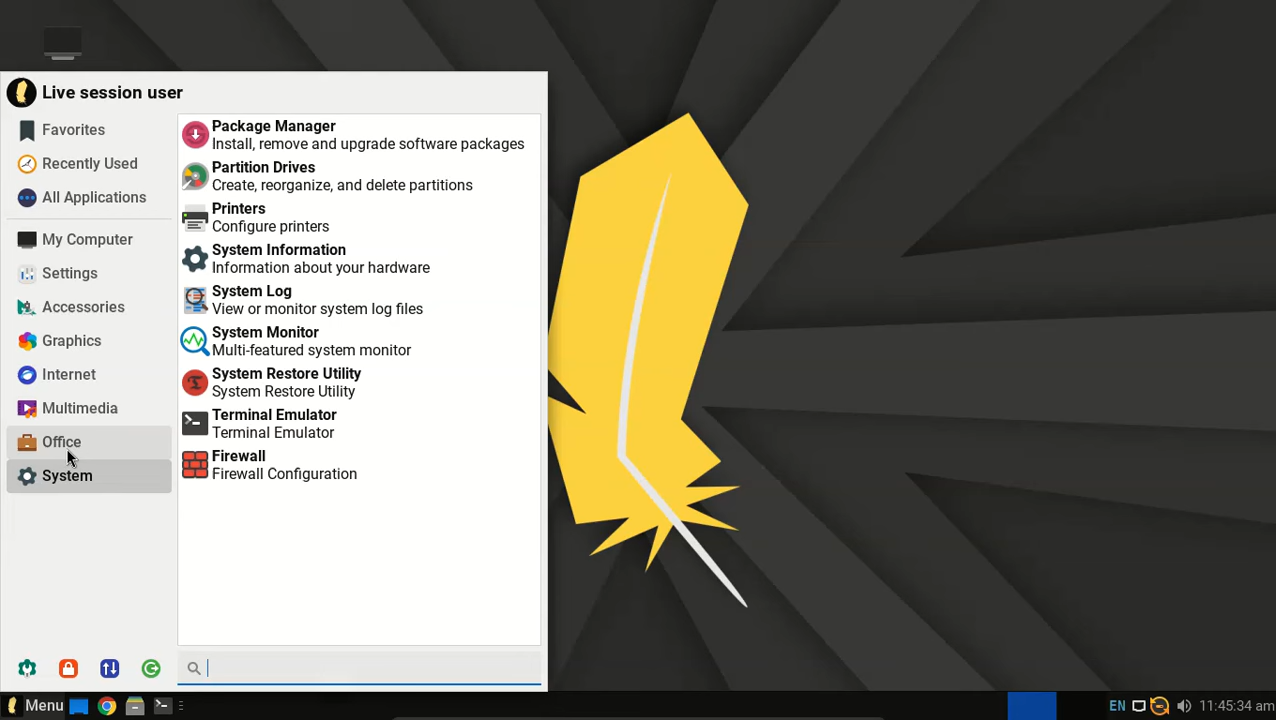 Live session user
Favorites
Recently Used
All Applications
My Computer
Settings
Accessories
Graphics
Internet
Multimedia
Office
System
Package Manager
Install, remove and upgrade software packages
Partition Drives
Create, reorganize, and delete partitions
Printers
Configure printers
System Information
Information about your hardware
System Log
View or monitor system log files
System Monitor
Multi-featured system monitor
System Restore Utility
System Restore Utility
Terminal Emulator
Terminal Emulator
Firewall
Firewall Configuration
Menu
EN
11:45:34 am